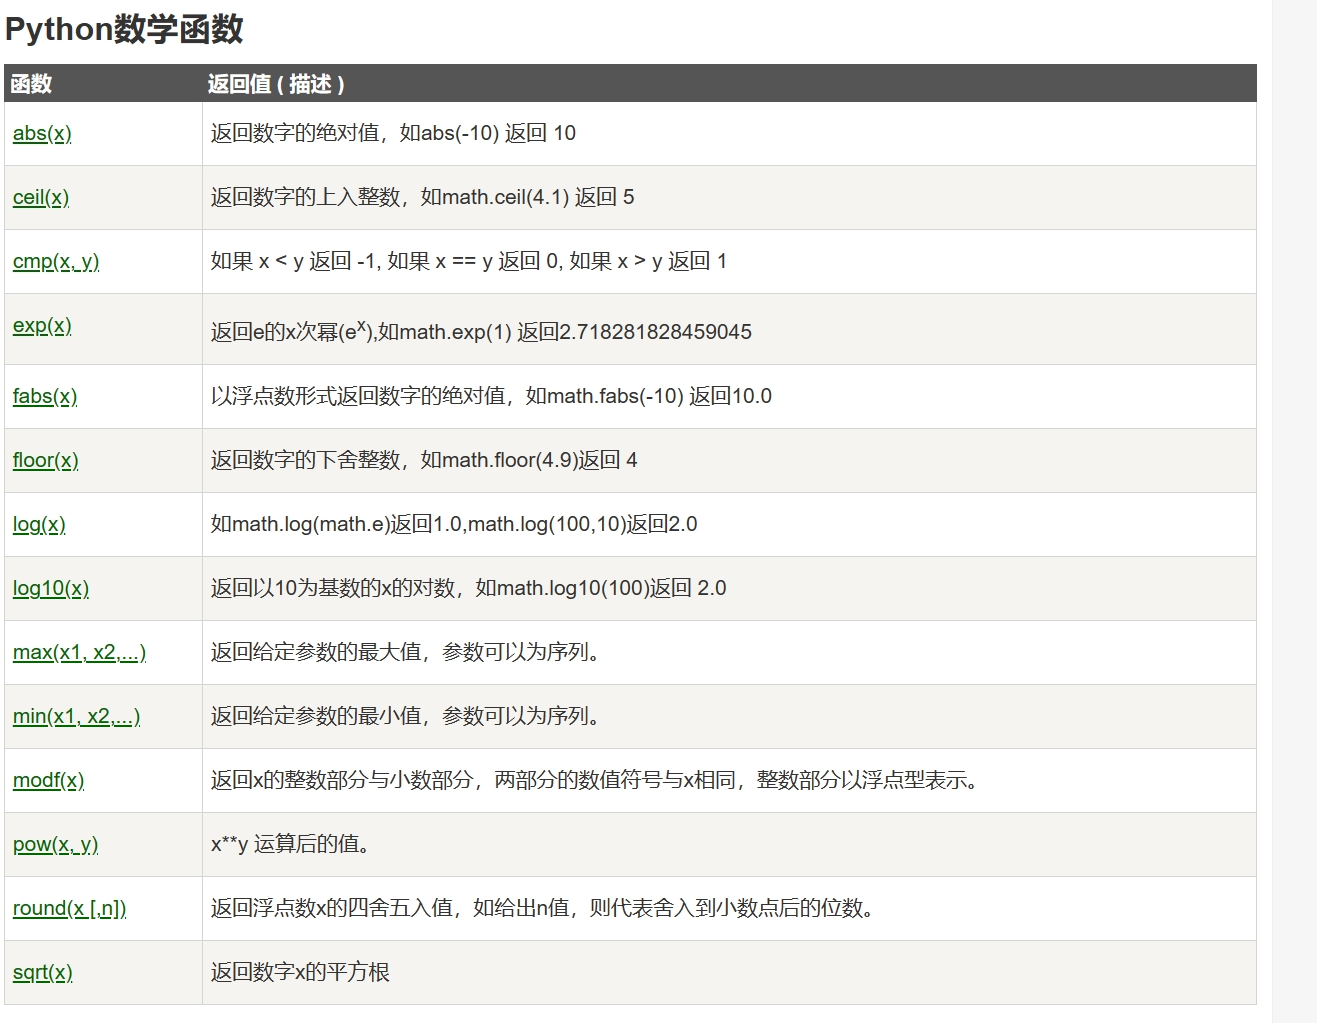 Python数学函数
函数 返回值 ( 描述 )
abs(x) 返回数字的绝对值，如abs(-10) 返回 10
ceil(x) 返回数字的上入整数，如math.ceil(4.1) 返回 5
cmp(x, y) 如果 x < y 返回 -1, 如果 x == y 返回 0, 如果 x > y 返回 1
exp(x) 返回e的x次幂(eˣ),如math.exp(1) 返回2.718281828459045
fabs(x) 以浮点数形式返回数字的绝对值，如math.fabs(-10) 返回10.0
floor(x) 返回数字的下舍整数，如math.floor(4.9)返回 4
log(x) 如math.log(math.e)返回1.0,math.log(100,10)返回2.0
log10(x) 返回以10为基数的x的对数，如math.log10(100)返回 2.0
max(x1, x2,...) 返回给定参数的最大值，参数可以为序列。
min(x1, x2,...) 返回给定参数的最小值，参数可以为序列。
modf(x) 返回x的整数部分与小数部分，两部分的数值符号与x相同，整数部分以浮点型表示。
pow(x, y) x**y 运算后的值。
round(x [,n]) 返回浮点数x的四舍五入值，如给出n值，则代表舍入到小数点后的位数。
sqrt(x) 返回数字x的平方根